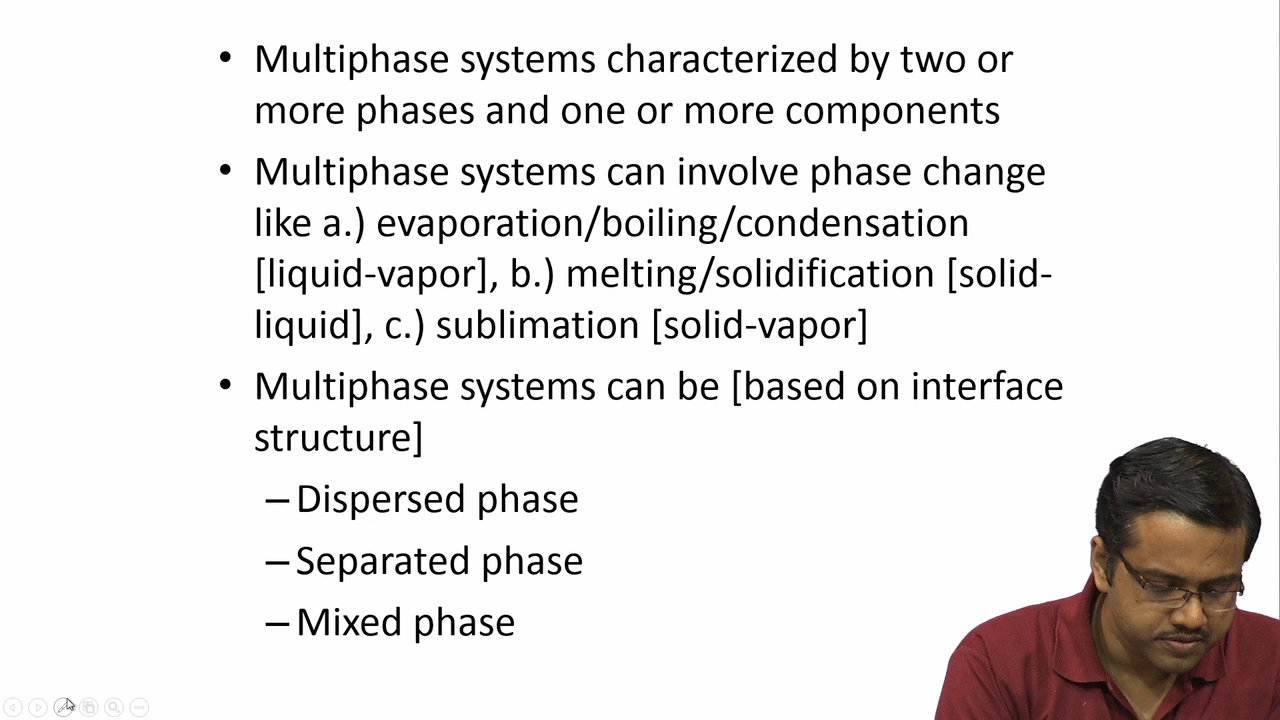 • Multiphase systems characterized by two or
more phases and one or more components
• Multiphase systems can involve phase change
like a.) evaporation/boiling/condensation
[liquid-vapor], b.) melting/solidification [solid-
liquid], c.) sublimation [solid-vapor]
• Multiphase systems can be [based on interface
structure]
– Dispersed phase
– Separated phase
– Mixed phase